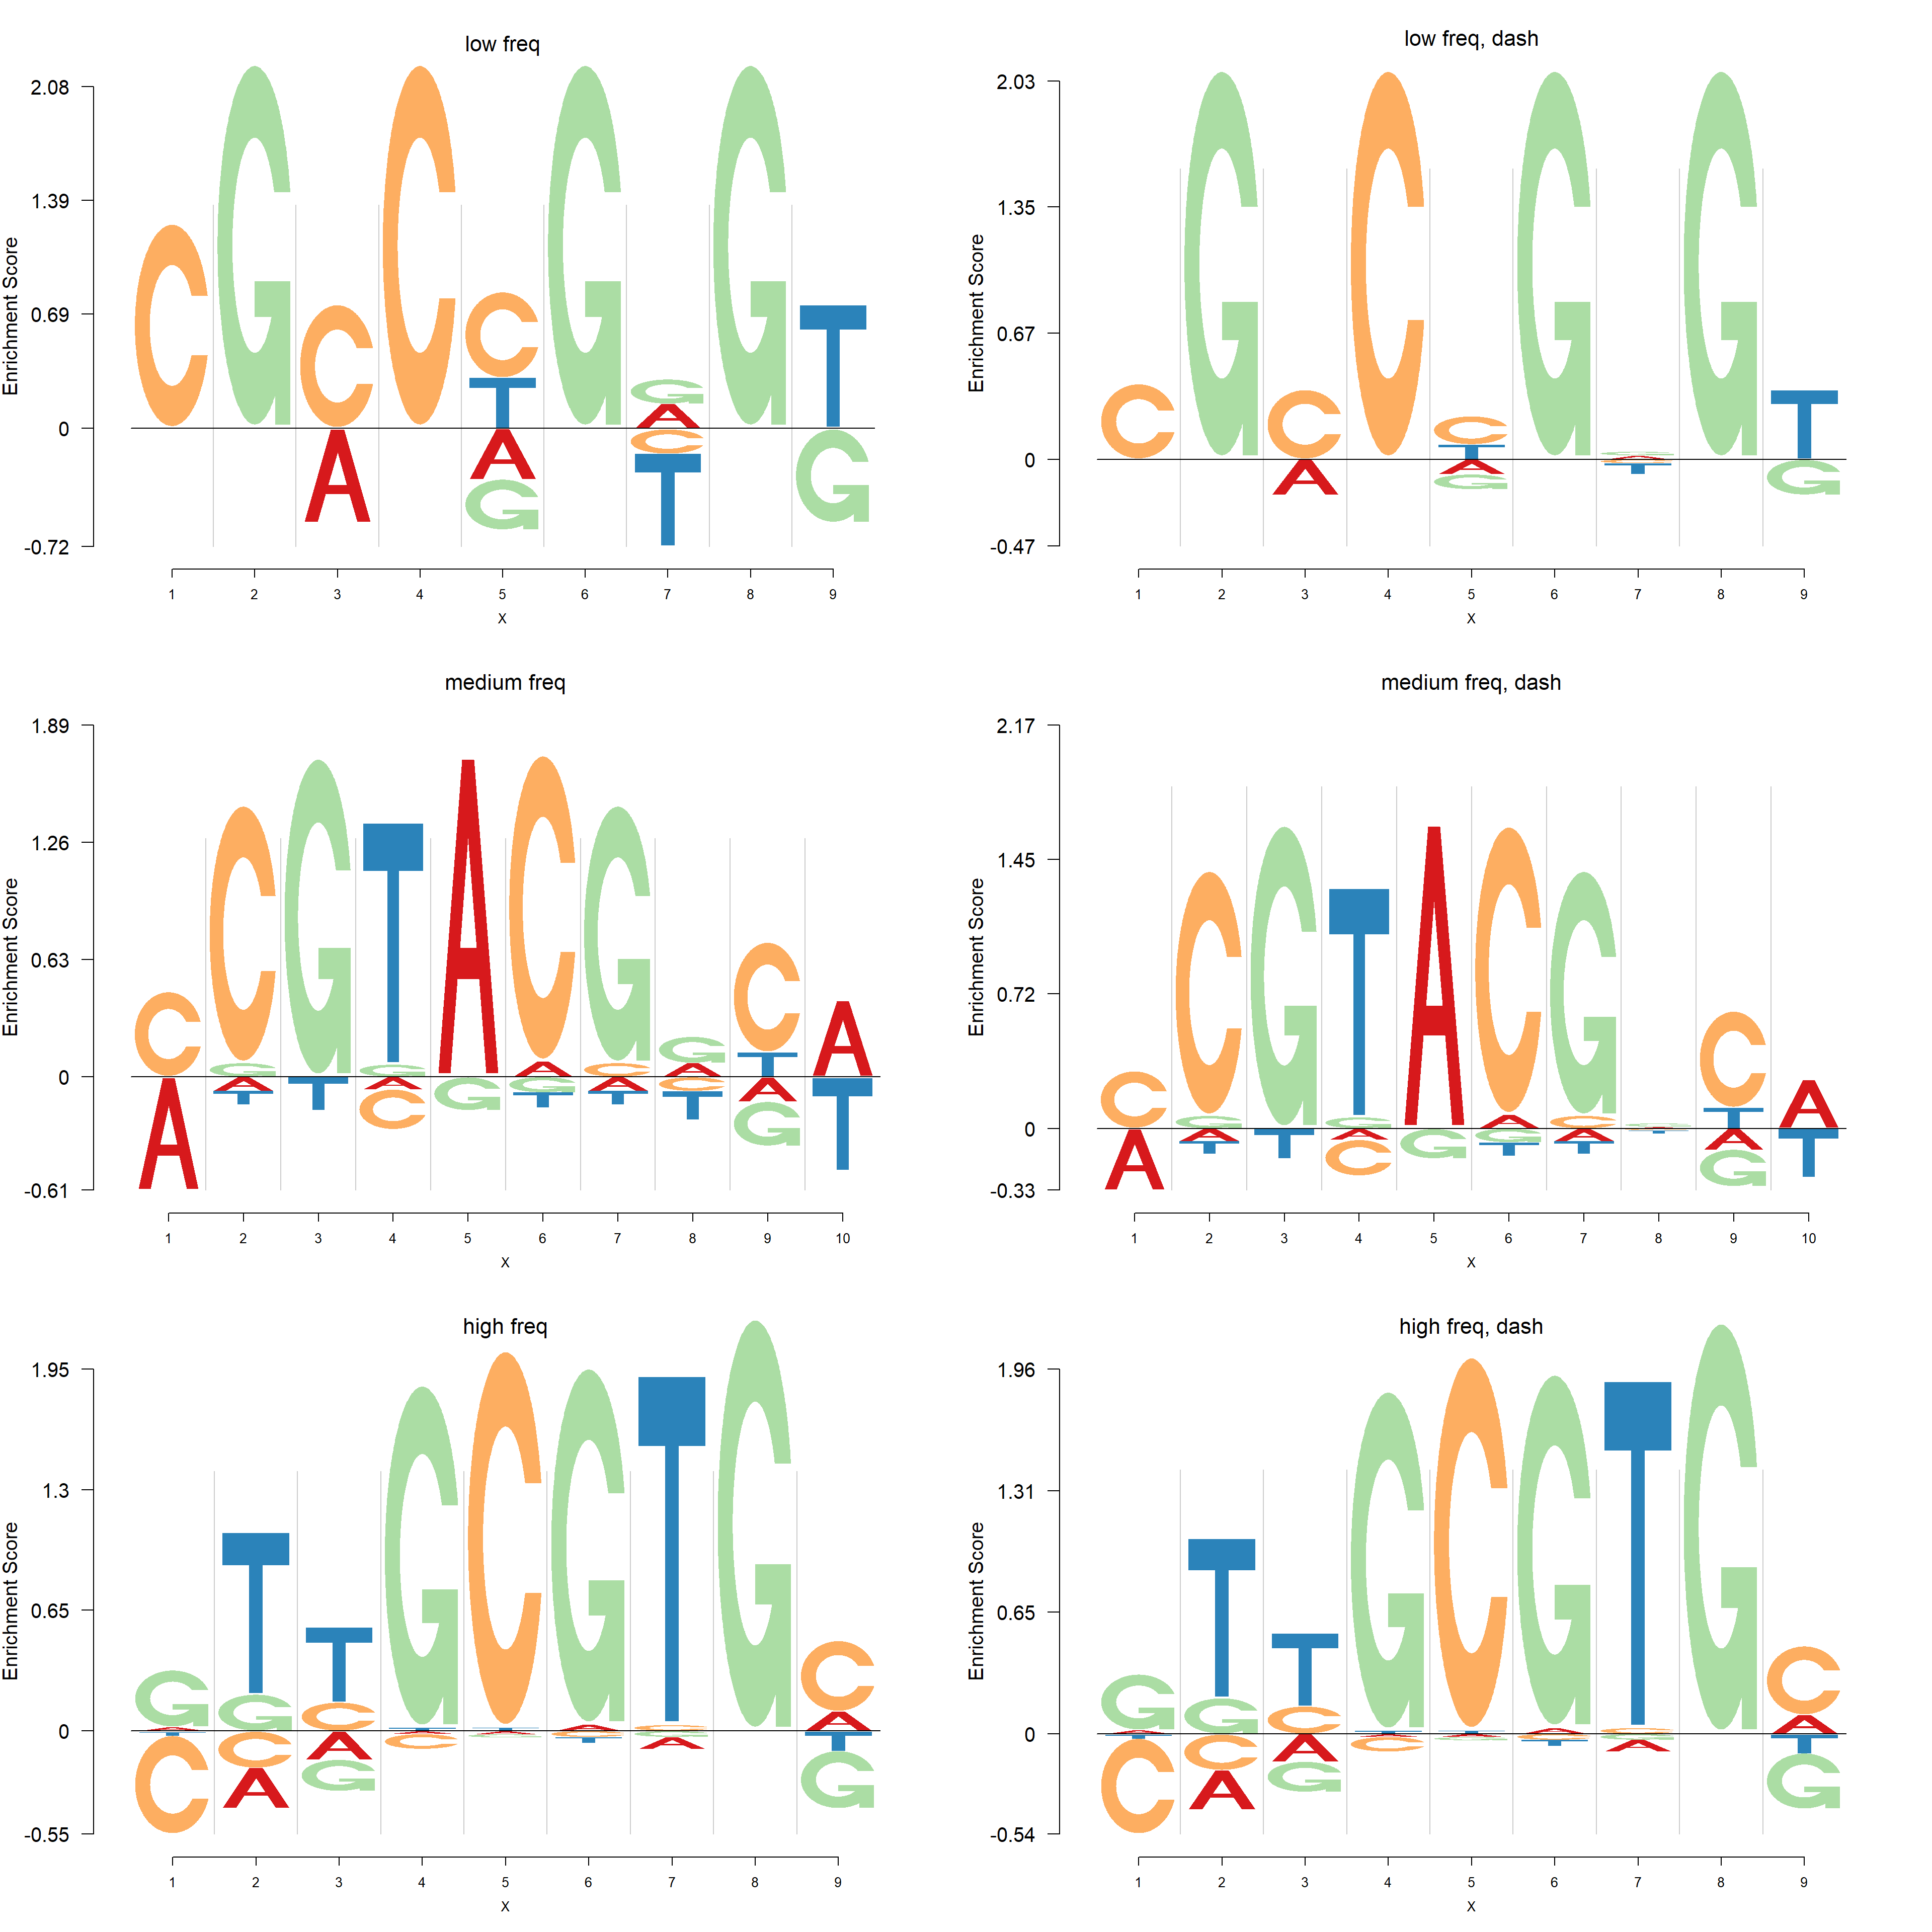 low freq
Enrichment Score
2.08
1.39
0.69
0
-0.72
C G C A C C T A G G G A C T G T G
1 2 3 4 5 6 7 8 9
X
low freq, dash
Enrichment Score
2.03
1.35
0.67
0
-0.47
C G C A C C T A G G G A C T G T G
1 2 3 4 5 6 7 8 9
X
medium freq
Enrichment Score
1.89
1.26
0.63
0
-0.61
C A C G A T G T T G A C A G C A G T G C A T G A C T C T A G A T
1 2 3 4 5 6 7 8 9 10
X
medium freq, dash
Enrichment Score
2.17
1.45
0.72
0
-0.33
C A C G A T G T T G A C A G C A G T G C A T C T A G A T
1 2 3 4 5 6 7 8 9 10
X
high freq
Enrichment Score
1.95
1.3
0.65
0
-0.55
G C T G C A T C A G G C C G T G C A T G A G
1 2 3 4 5 6 7 8 9
X
high freq, dash
Enrichment Score
1.96
1.31
0.65
0
-0.54
G C T G C A T C A G G C C G T G C A T G
1 2 3 4 5 6 7 8 9
X